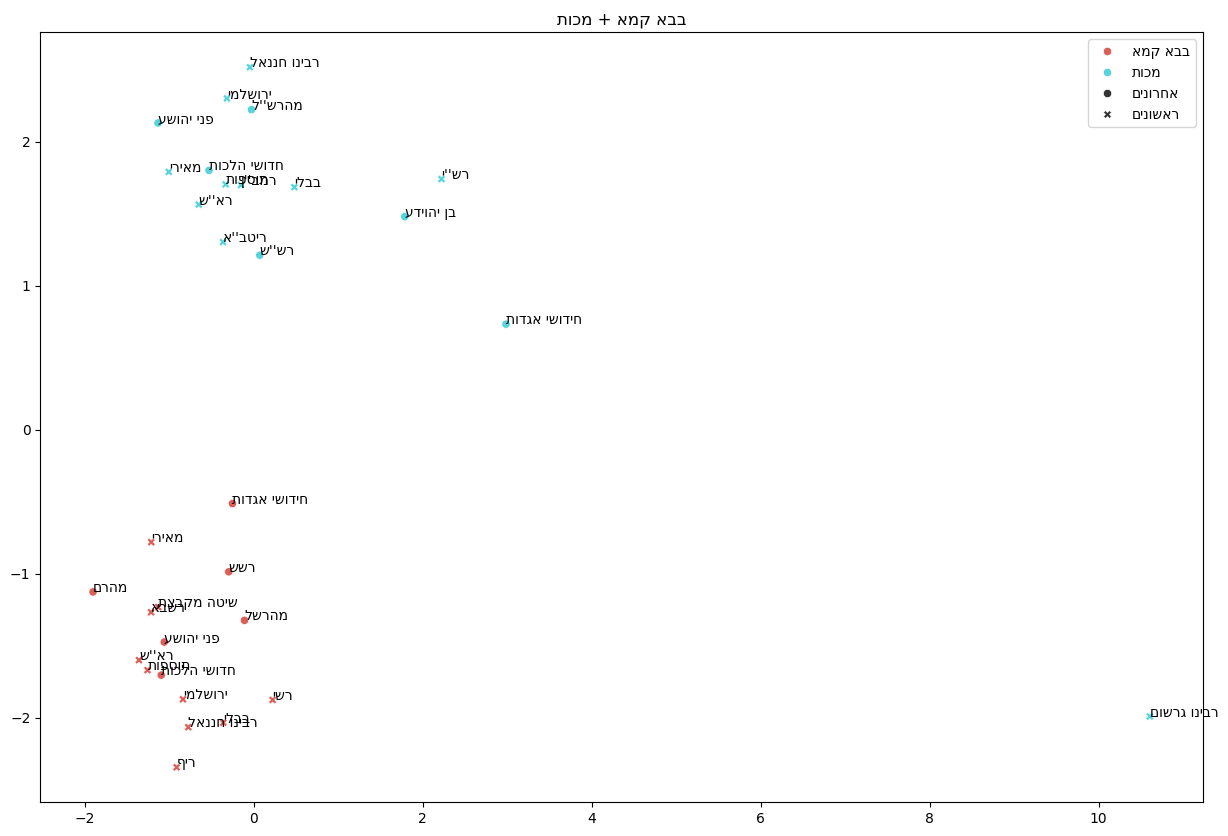 בבא קמא + מכות
בבא קמא
מכות
אחרונים
ראשונים
רבינו חננאל
ירושלמי
מהרש''ל
פני יהושע
מאירי
חדושי הלכות
תוספות
בבלי
רש''י
רא''ש
בן יהוידע
ריטב''א
רש''ש
חידושי אגדות
חידושי אגדות
מאירי
רשש
מהרם
שיטה מקבצת
רשבא
מהרשל
פני יהושע
רא''ש
תוספות
חדושי הלכות
ירושלמי
רשי
בבלי
רבינו חננאל
ריף
רבינו גרשום
2
1
0
−1
−2
−2
0
2
4
6
8
10